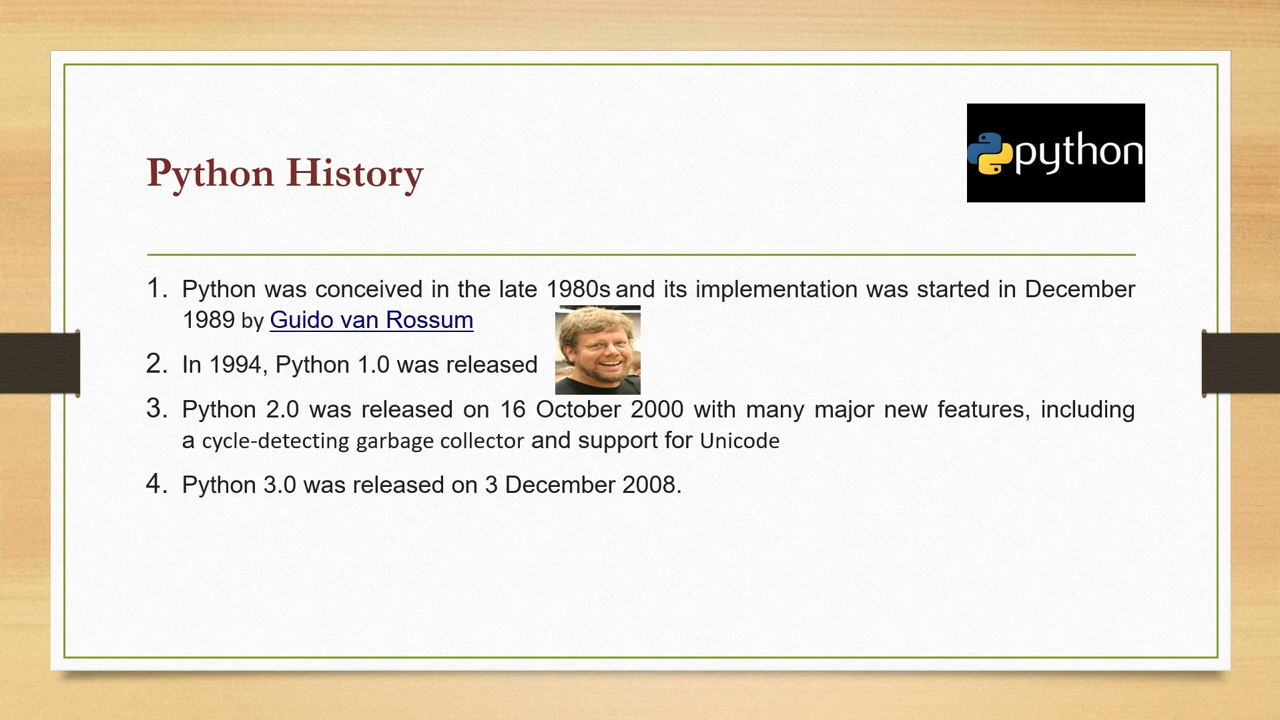 python
Python History
1. Python was conceived in the late 1980s and its implementation was started in December
1989 by Guido van Rossum
2. In 1994, Python 1.0 was released
3. Python 2.0 was released on 16 October 2000 with many major new features, including
a cycle-detecting garbage collector and support for Unicode
4. Python 3.0 was released on 3 December 2008.